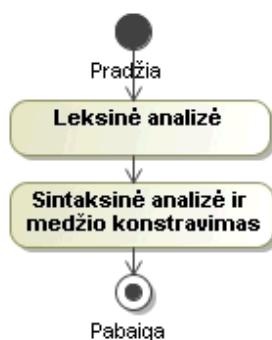 Pradžia
Leksinė analizė
Sintaksinė analizė ir
medžio konstravimas
Pabaiga